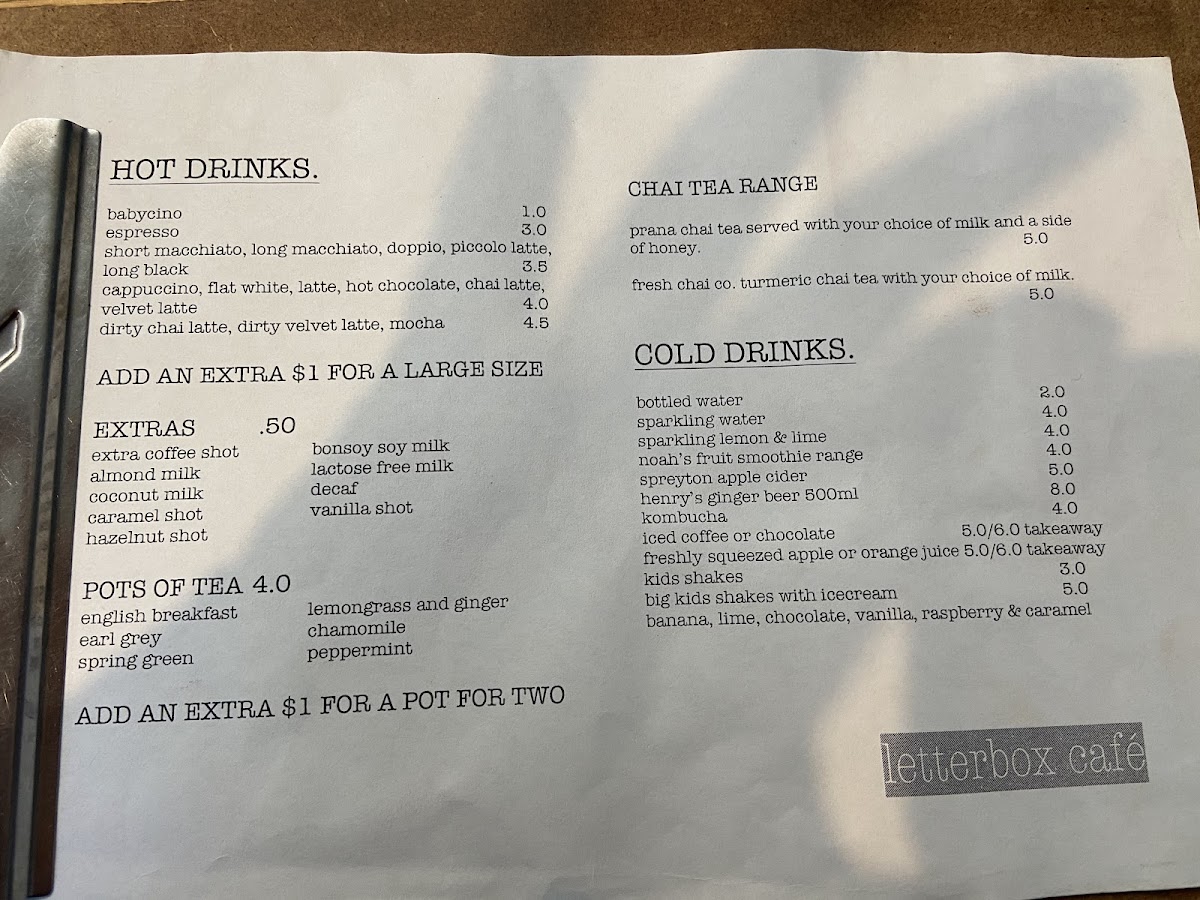 HOT DRINKS.
babycino 1.0
espresso 3.0
short macchiato, long macchiato, doppio, piccolo latte,
long black 3.5
cappuccino, flat white, latte, hot chocolate, chai latte,
velvet latte 4.0
dirty chai latte, dirty velvet latte, mocha 4.5
ADD AN EXTRA $1 FOR A LARGE SIZE
EXTRAS .50
extra coffee shot
almond milk
coconut milk
caramel shot
hazelnut shot
bonsoy soy milk
lactose free milk
decaf
vanilla shot
POTS OF TEA 4.0
english breakfast
earl grey
spring green
lemongrass and ginger
chamomile
peppermint
ADD AN EXTRA $1 FOR A POT FOR TWO
CHAI TEA RANGE
prana chai tea served with your choice of milk and a side
of honey. 5.0
fresh chai co. turmeric chai tea with your choice of milk.
5.0
COLD DRINKS.
bottled water 2.0
sparkling water 4.0
sparkling lemon & lime 4.0
noah's fruit smoothie range 4.0
spreyton apple cider 5.0
henry's ginger beer 500ml 8.0
kombucha 4.0
iced coffee or chocolate 5.0/6.0 takeaway
freshly squeezed apple or orange juice 5.0/6.0 takeaway
kids shakes 3.0
big kids shakes with icecream 5.0
banana, lime, chocolate, vanilla, raspberry & caramel
letterbox café